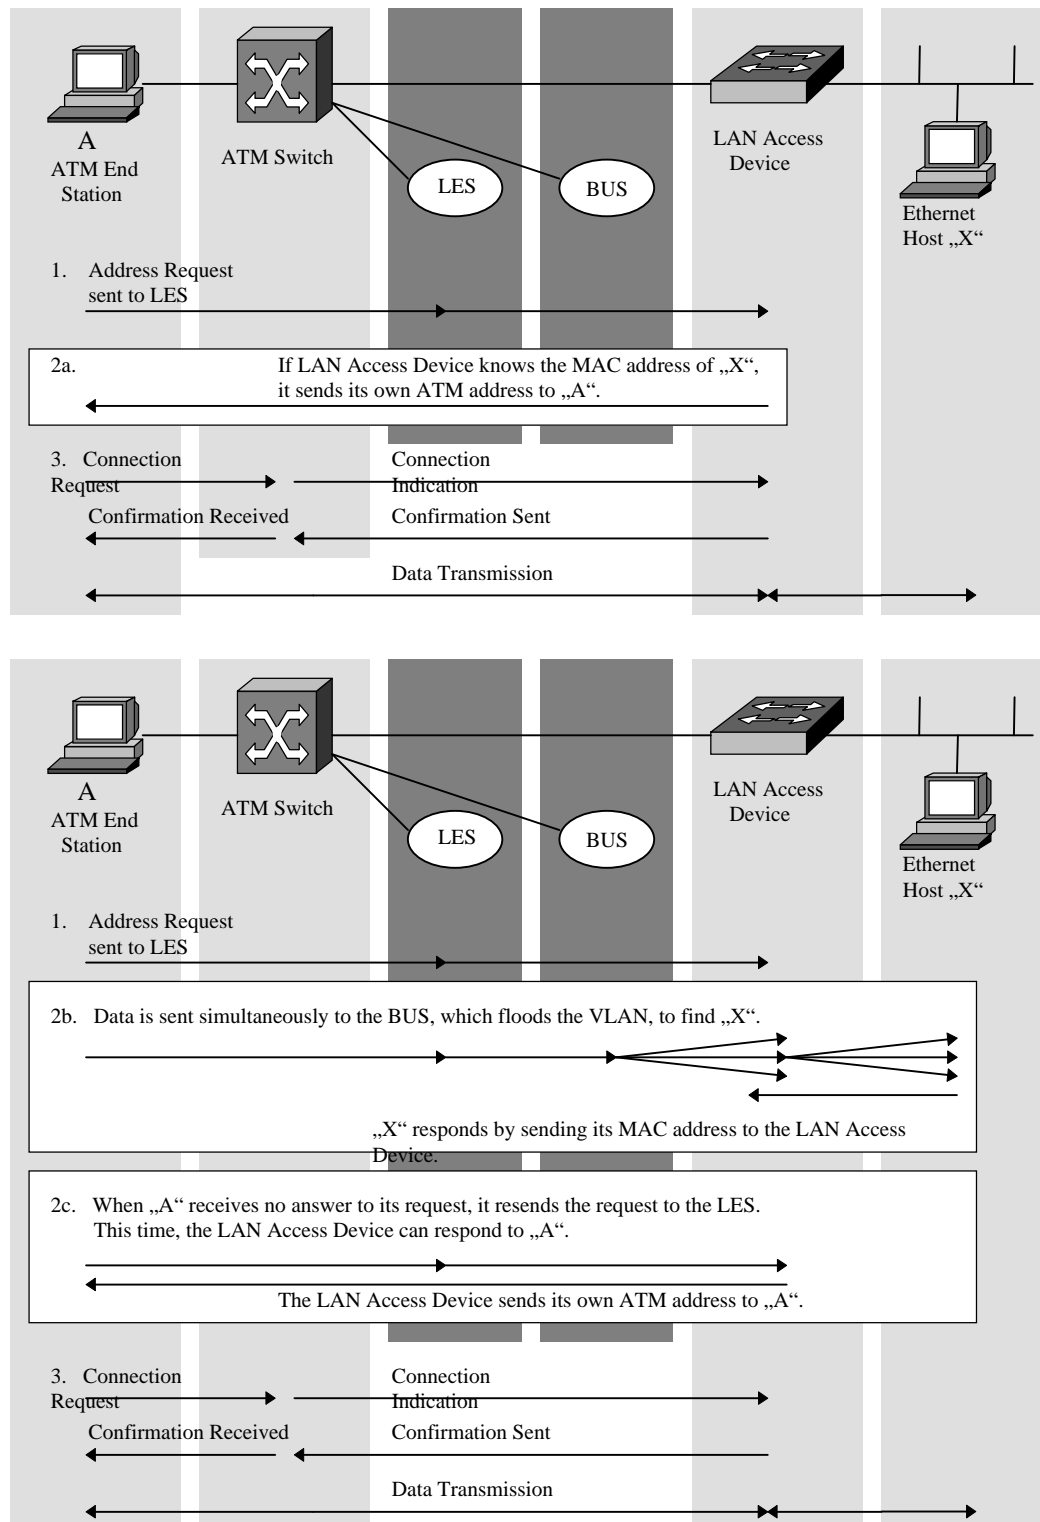 A
ATM End
Station
ATM Switch
LES
BUS
LAN Access
Device
Ethernet
Host „X“
1. Address Request
sent to LES
2a. If LAN Access Device knows the MAC address of „X“,
it sends its own ATM address to „A“.
3. Connection
Request
Connection
Indication
Confirmation Received
Confirmation Sent
Data Transmission
A
ATM End
Station
ATM Switch
LES
BUS
LAN Access
Device
Ethernet
Host „X“
1. Address Request
sent to LES
2b. Data is sent simultaneously to the BUS, which floods the VLAN, to find „X“.
„X“ responds by sending its MAC address to the LAN Access
Device.
2c. When „A“ receives no answer to its request, it resends the request to the LES.
This time, the LAN Access Device can respond to „A“.
The LAN Access Device sends its own ATM address to „A“.
3. Connection
Request
Connection
Indication
Confirmation Received
Confirmation Sent
Data Transmission